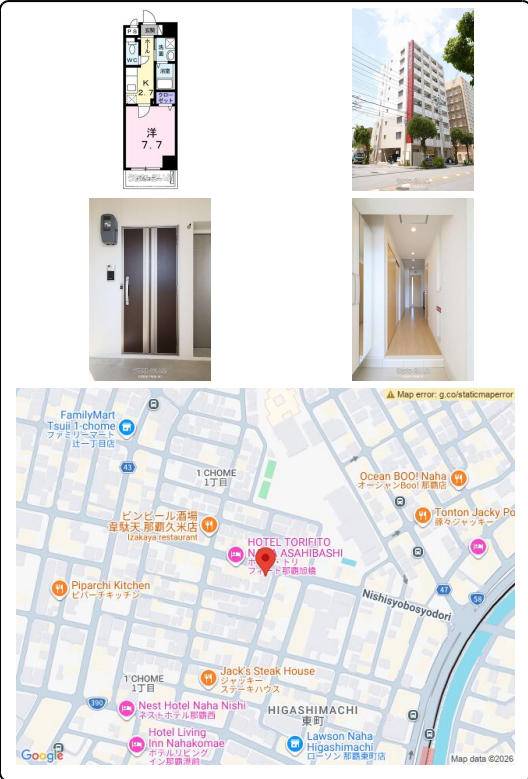 PS
玄関
ホール
洗面
WC
浴室
K
2.7
クローゼット
洋
7.7
Map error: g.co/staticmaperror
FamilyMart
Tsuji 1-chome
ファミリーマート
辻一丁目店
43
1 CHOME
1丁目
Ocean BOO! Naha
オーシャンBoo! 那覇店
ビンビール酒場
韋駄天 那覇久米店
Izakaya restaurant
Tonton Jacky Po
豚々ジャッキー
HOTEL TORIFITO
NAHA ASAHIBASHI
ホテル・トリ
フィート那覇旭橋
Piparchi Kitchen
ピパーチキッチン
47
58
Nishisyobosyodori
Jack's Steak House
ジャッキー
ステーキハウス
1 CHOME
1丁目
390
Nest Hotel Naha Nishi
ネストホテル那覇西
HIGASHIMACHI
東町
Hotel Living
Inn Nahakomae
ホテルリビング
イン那覇港前
Lawson Naha
Higashimachi
ローソン 那覇東町店
Google
Map data ©2026